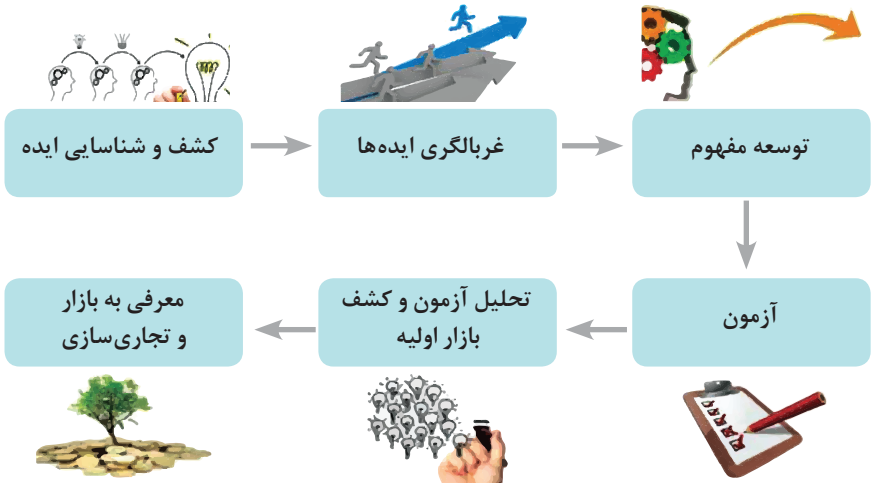 کشف و شناسایی ایده
غربالگری ایده‌ها
توسعه مفهوم
آزمون
تحلیل آزمون و کشف
بازار اولیه
معرفی به بازار
و تجاری‌سازی